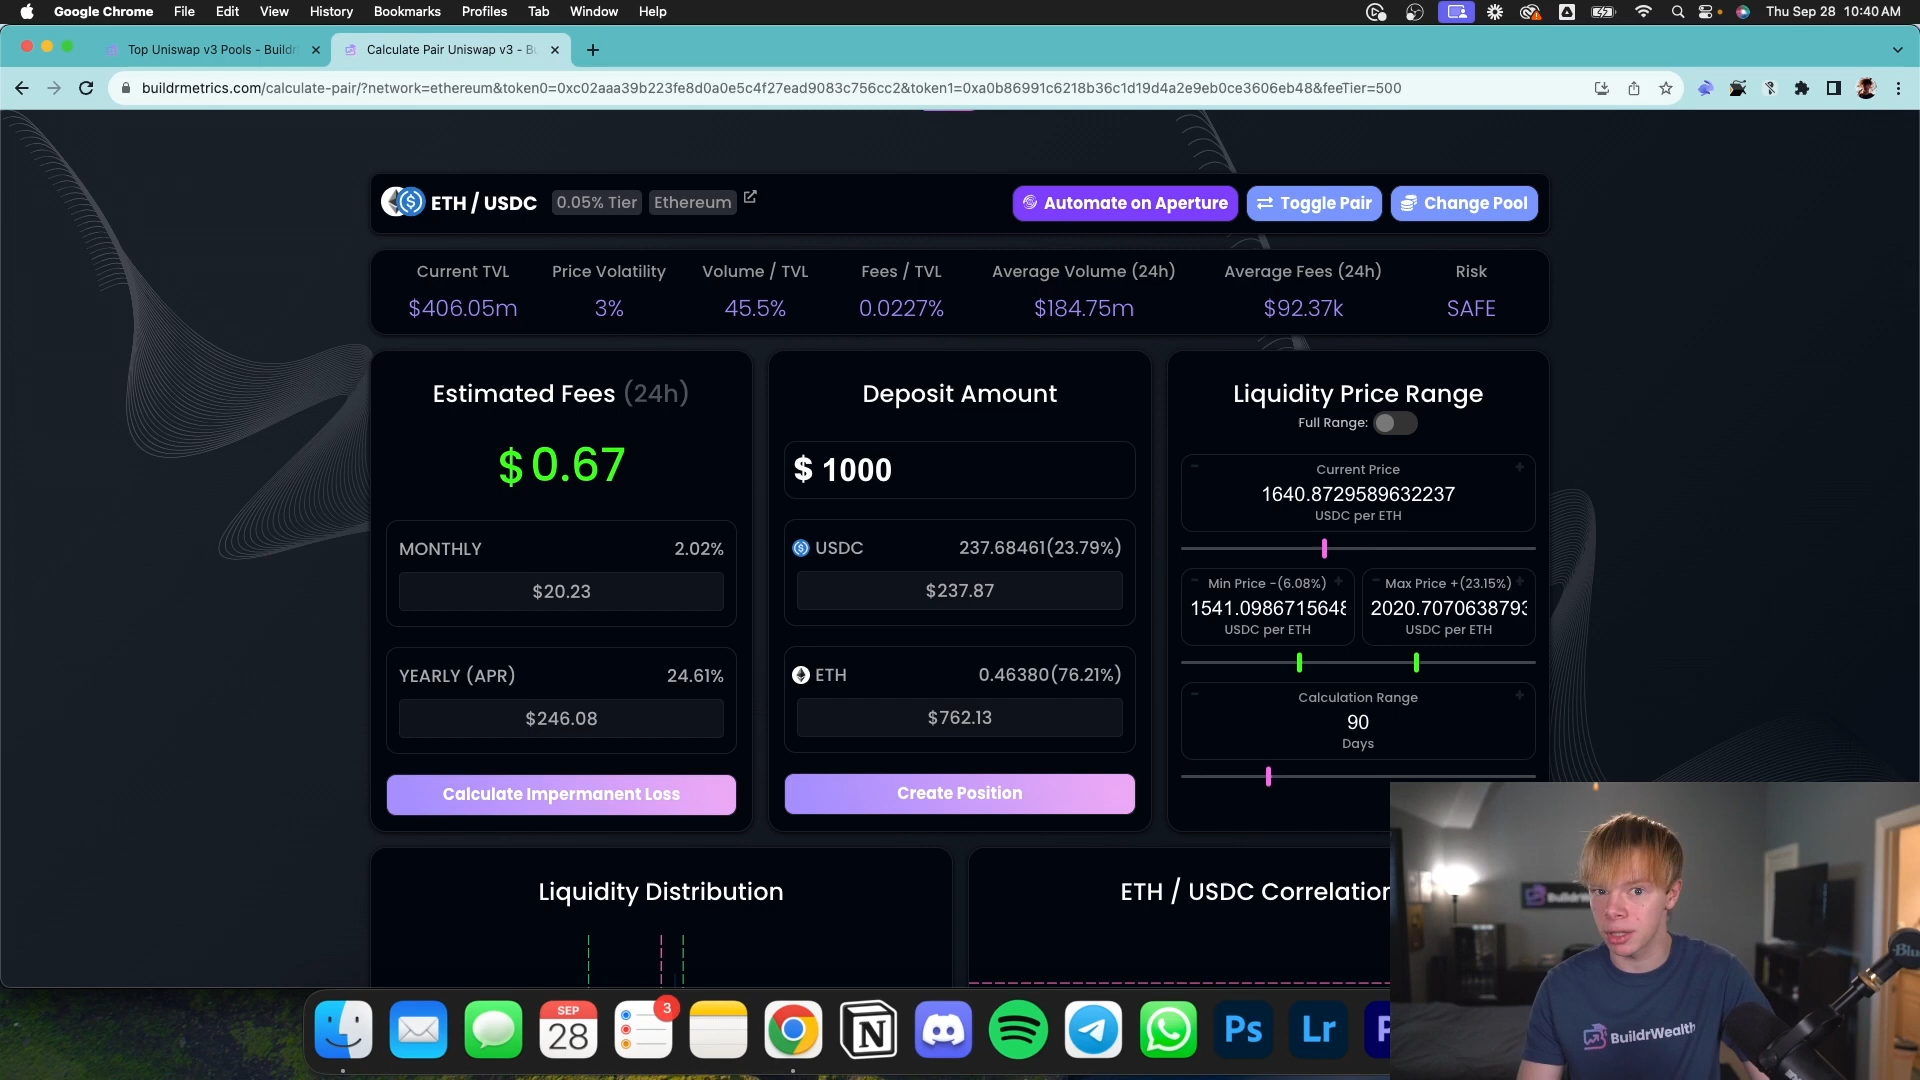 Google Chrome File Edit View History Bookmarks Profiles Tab Window Help Thu Sep 28 10:40 AM
Top Uniswap v3 Pools - Buildr
Calculate Pair Uniswap v3 - B
buildrmetrics.com/calculate-pair/?network=ethereum&token0=0xc02aaa39b223fe8d0a0e5c4f27ead9083c756cc2&token1=0xa0b86991c6218b36c1d19d4a2e9eb0ce3606eb48&feeTier=500
ETH / USDC 0.05% Tier Ethereum Automate on Aperture Toggle Pair Change Pool
Current TVL Price Volatility Volume / TVL Fees / TVL Average Volume (24h) Average Fees (24h) Risk
$406.05m 3% 45.5% 0.0227% $184.75m $92.37k SAFE
Estimated Fees (24h)
$0.67
MONTHLY 2.02%
$20.23
YEARLY (APR) 24.61%
$246.08
Calculate Impermanent Loss
Deposit Amount
$ 1000
USDC 237.68461(23.79%)
$237.87
ETH 0.46380(76.21%)
$762.13
Create Position
Liquidity Price Range
Full Range:
Current Price
1640.8729589632237
USDC per ETH
Min Price -(6.08%)
1541.0986715648
USDC per ETH
Max Price +(23.15%)
2020.7070638793
USDC per ETH
Calculation Range
90
Days
Liquidity Distribution
ETH / USDC Correlation
SEP
28
3
Ps
Lr
BuildrWealth